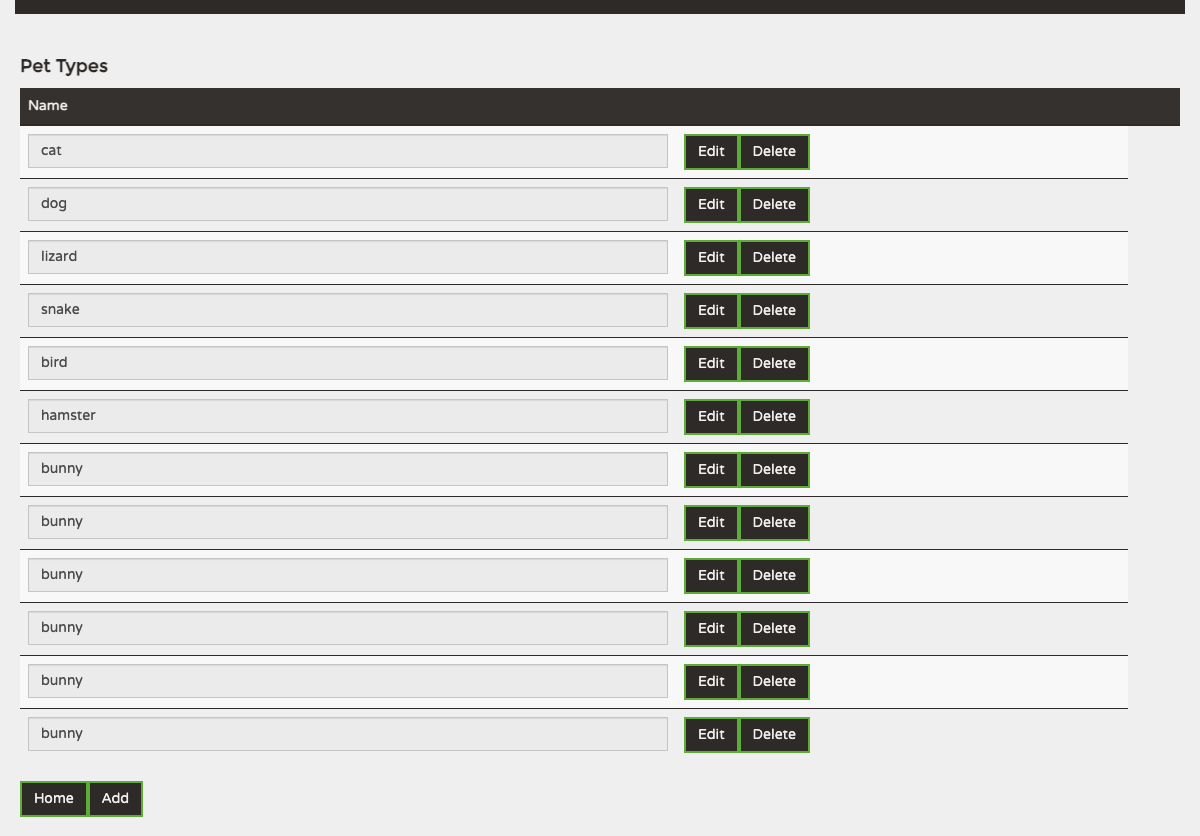 Pet Types
Name
cat Edit Delete
dog Edit Delete
lizard Edit Delete
snake Edit Delete
bird Edit Delete
hamster Edit Delete
bunny Edit Delete
bunny Edit Delete
bunny Edit Delete
bunny Edit Delete
bunny Edit Delete
bunny Edit Delete
Home Add